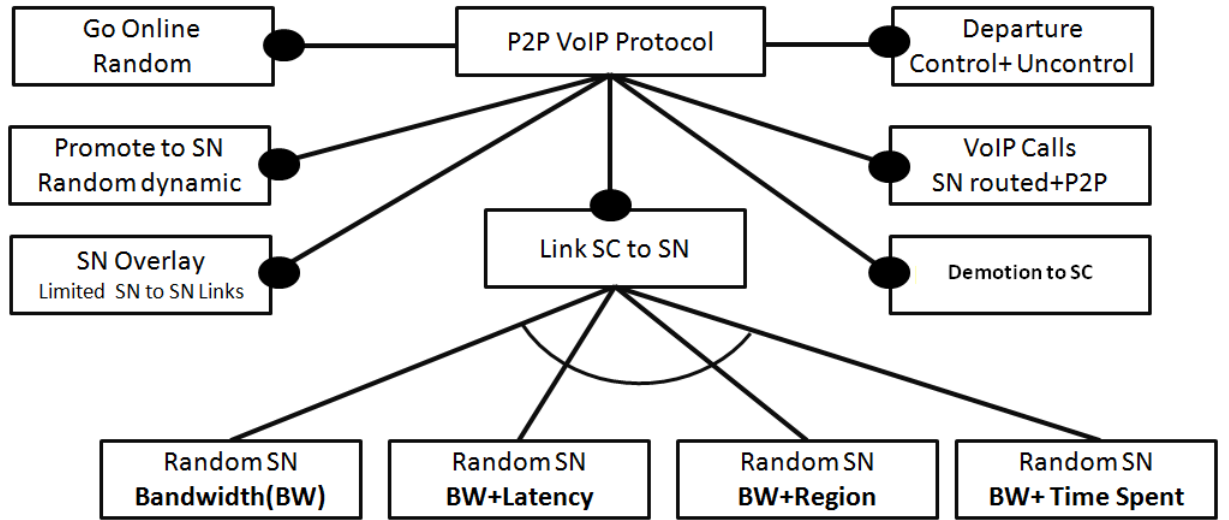 Go Online
Random
P2P VoIP Protocol
Departure
Control+ Uncontrol
Promote to SN
Random dynamic
VoIP Calls
SN routed+P2P
SN Overlay
Limited SN to SN Links
Link SC to SN
Demotion to SC
Random SN
Bandwidth(BW)
Random SN
BW+Latency
Random SN
BW+Region
Random SN
BW+ Time Spent